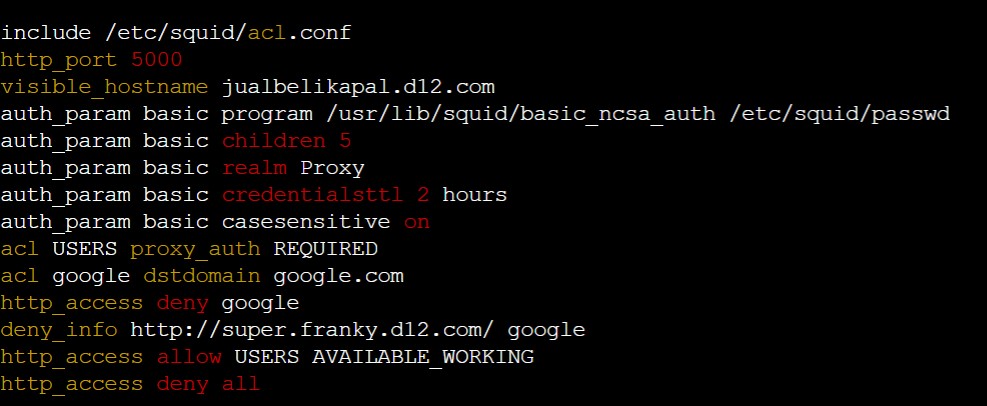 include /etc/squid/acl.conf
http_port 5000
visible_hostname jualbelikapal.d12.com
auth_param basic program /usr/lib/squid/basic_ncsa_auth /etc/squid/passwd
auth_param basic children 5
auth_param basic realm Proxy
auth_param basic credentialsttl 2 hours
auth_param basic casesensitive on
acl USERS proxy_auth REQUIRED
acl google dstdomain google.com
http_access deny google
deny_info http://super.franky.d12.com/ google
http_access allow USERS AVAILABLE_WORKING
http_access deny all